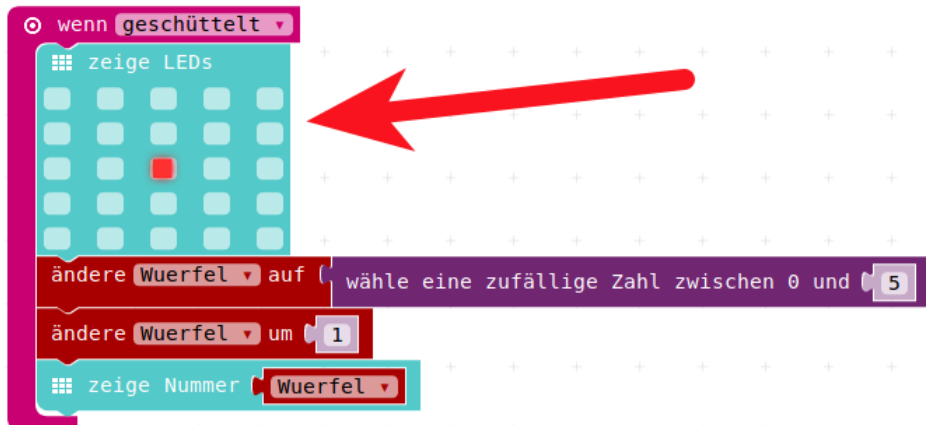 wenn geschüttelt
zeige LEDs
ändere Wuerfel auf wähle eine zufällige Zahl zwischen 0 und 5
ändere Wuerfel um 1
zeige Nummer Wuerfel